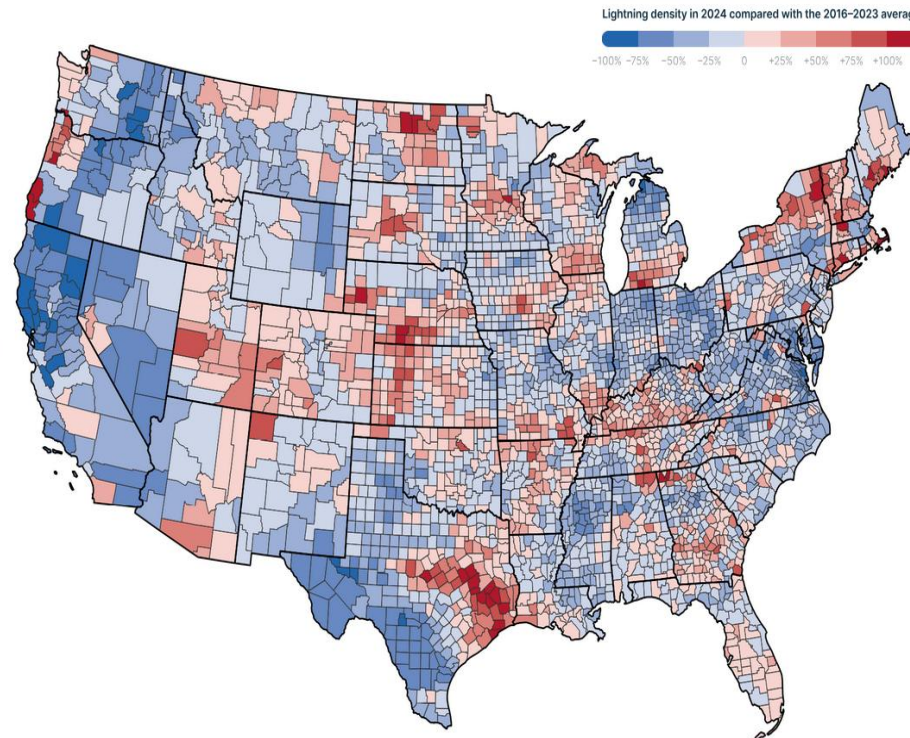 Lightning density in 2024 compared with the 2016–2023 averag
−100% −75% −50% −25% 0 +25% +50% +75% +100%